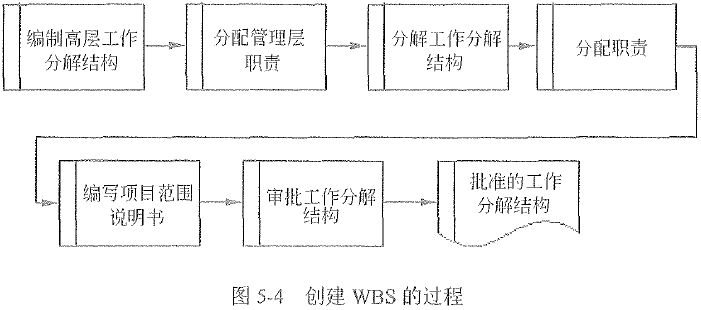 编制高层工作
分解结构
分配管理层
职责
分解工作分解
结构
分配职责
编写项目范围
说明书
审批工作分解
结构
批准的工作
分解结构
图 5-4 创建 WBS 的过程